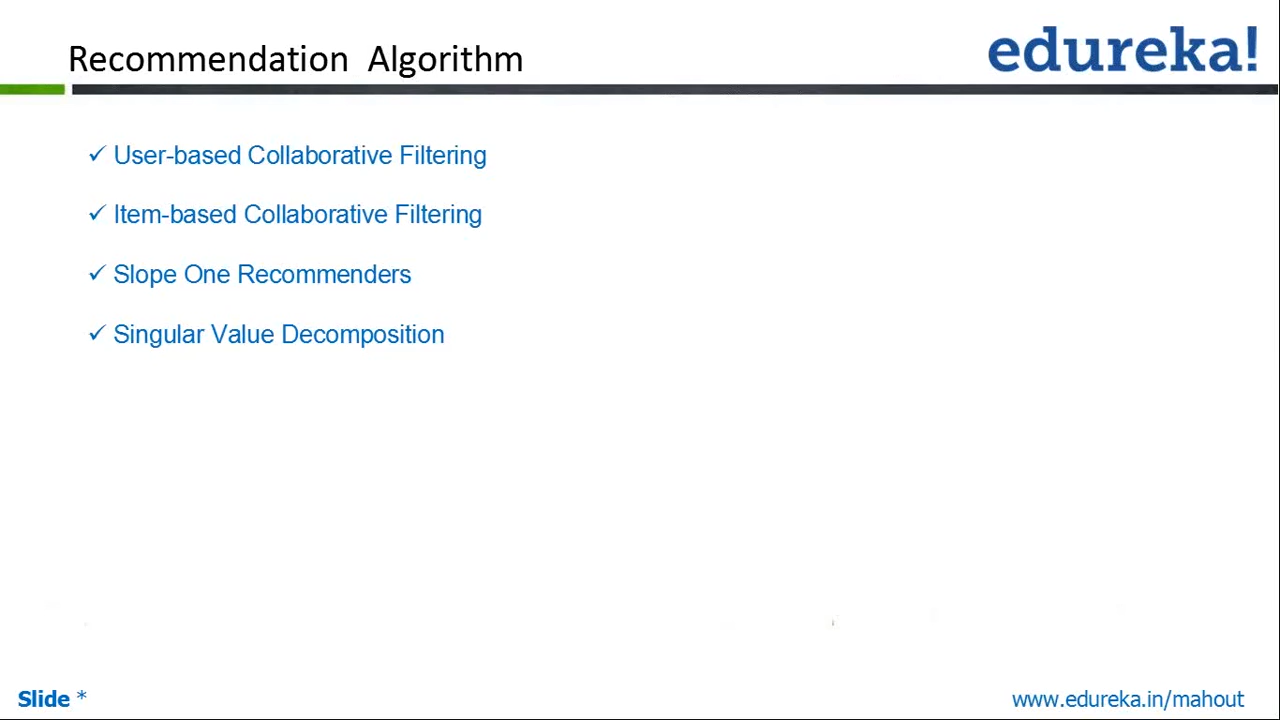 Recommendation Algorithm
edureka!
✓ User-based Collaborative Filtering
✓ Item-based Collaborative Filtering
✓ Slope One Recommenders
✓ Singular Value Decomposition
Slide *
www.edureka.in/mahout